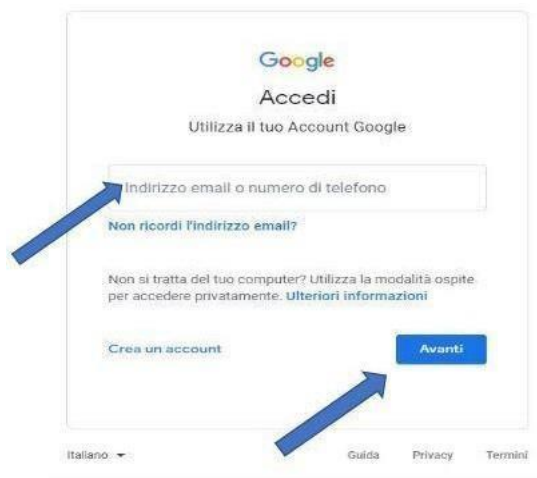 Google
Accedi
Utilizza il tuo Account Google
Indirizzo email o numero di telefono
Non ricordi l'indirizzo email?
Non si tratta del tuo computer? Utilizza la modalità ospite
per accedere privatamente. Ulteriori informazioni
Crea un account Avanti
Italiano Guida Privacy Termini